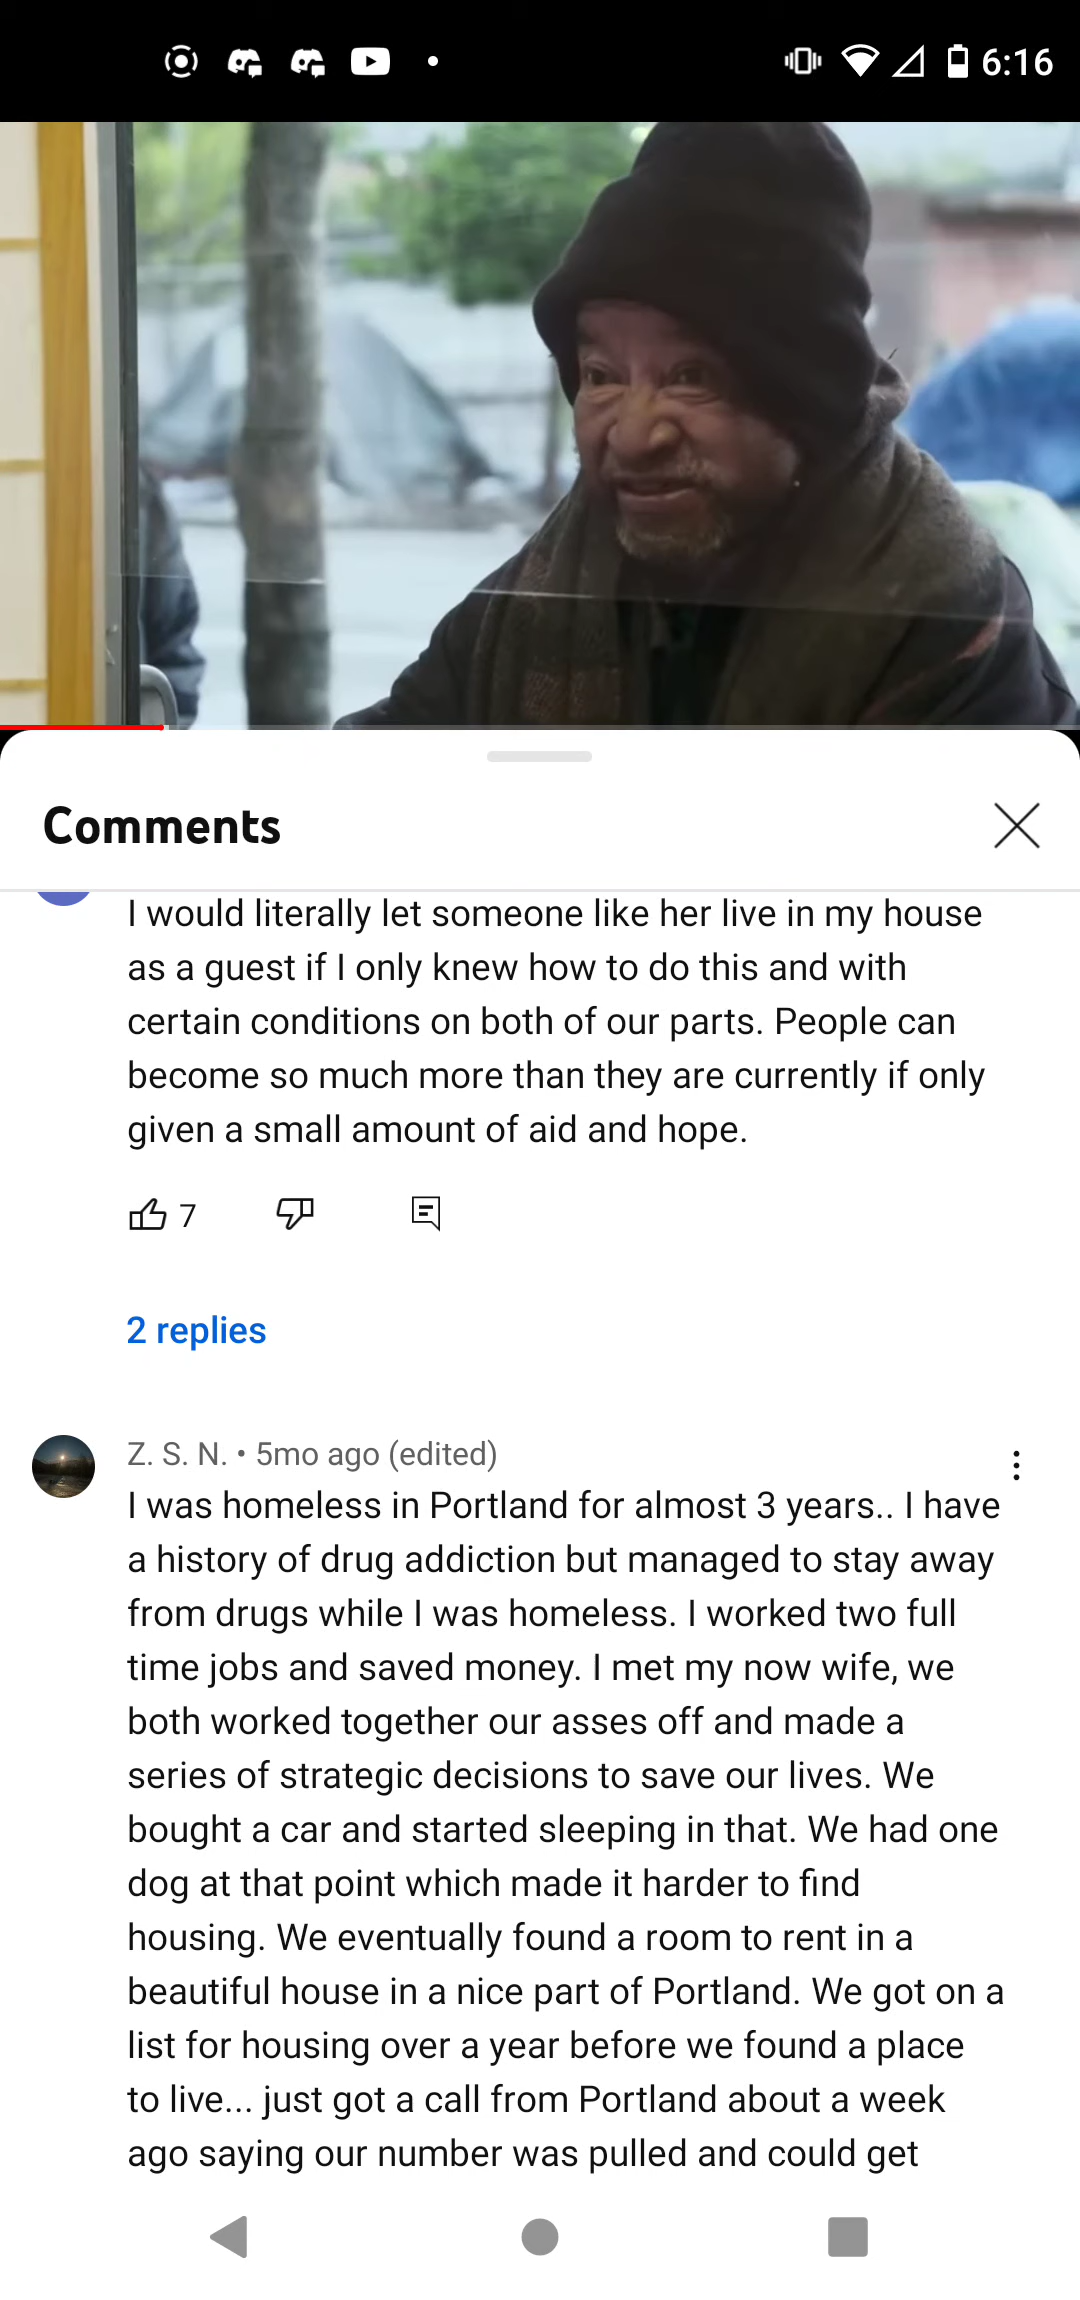 6:16
Comments
I would literally let someone like her live in my house
as a guest if I only knew how to do this and with
certain conditions on both of our parts. People can
become so much more than they are currently if only
given a small amount of aid and hope.
7
2 replies
Z. S. N. • 5mo ago (edited)
I was homeless in Portland for almost 3 years.. I have
a history of drug addiction but managed to stay away
from drugs while I was homeless. I worked two full
time jobs and saved money. I met my now wife, we
both worked together our asses off and made a
series of strategic decisions to save our lives. We
bought a car and started sleeping in that. We had one
dog at that point which made it harder to find
housing. We eventually found a room to rent in a
beautiful house in a nice part of Portland. We got on a
list for housing over a year before we found a place
to live... just got a call from Portland about a week
ago saying our number was pulled and could get